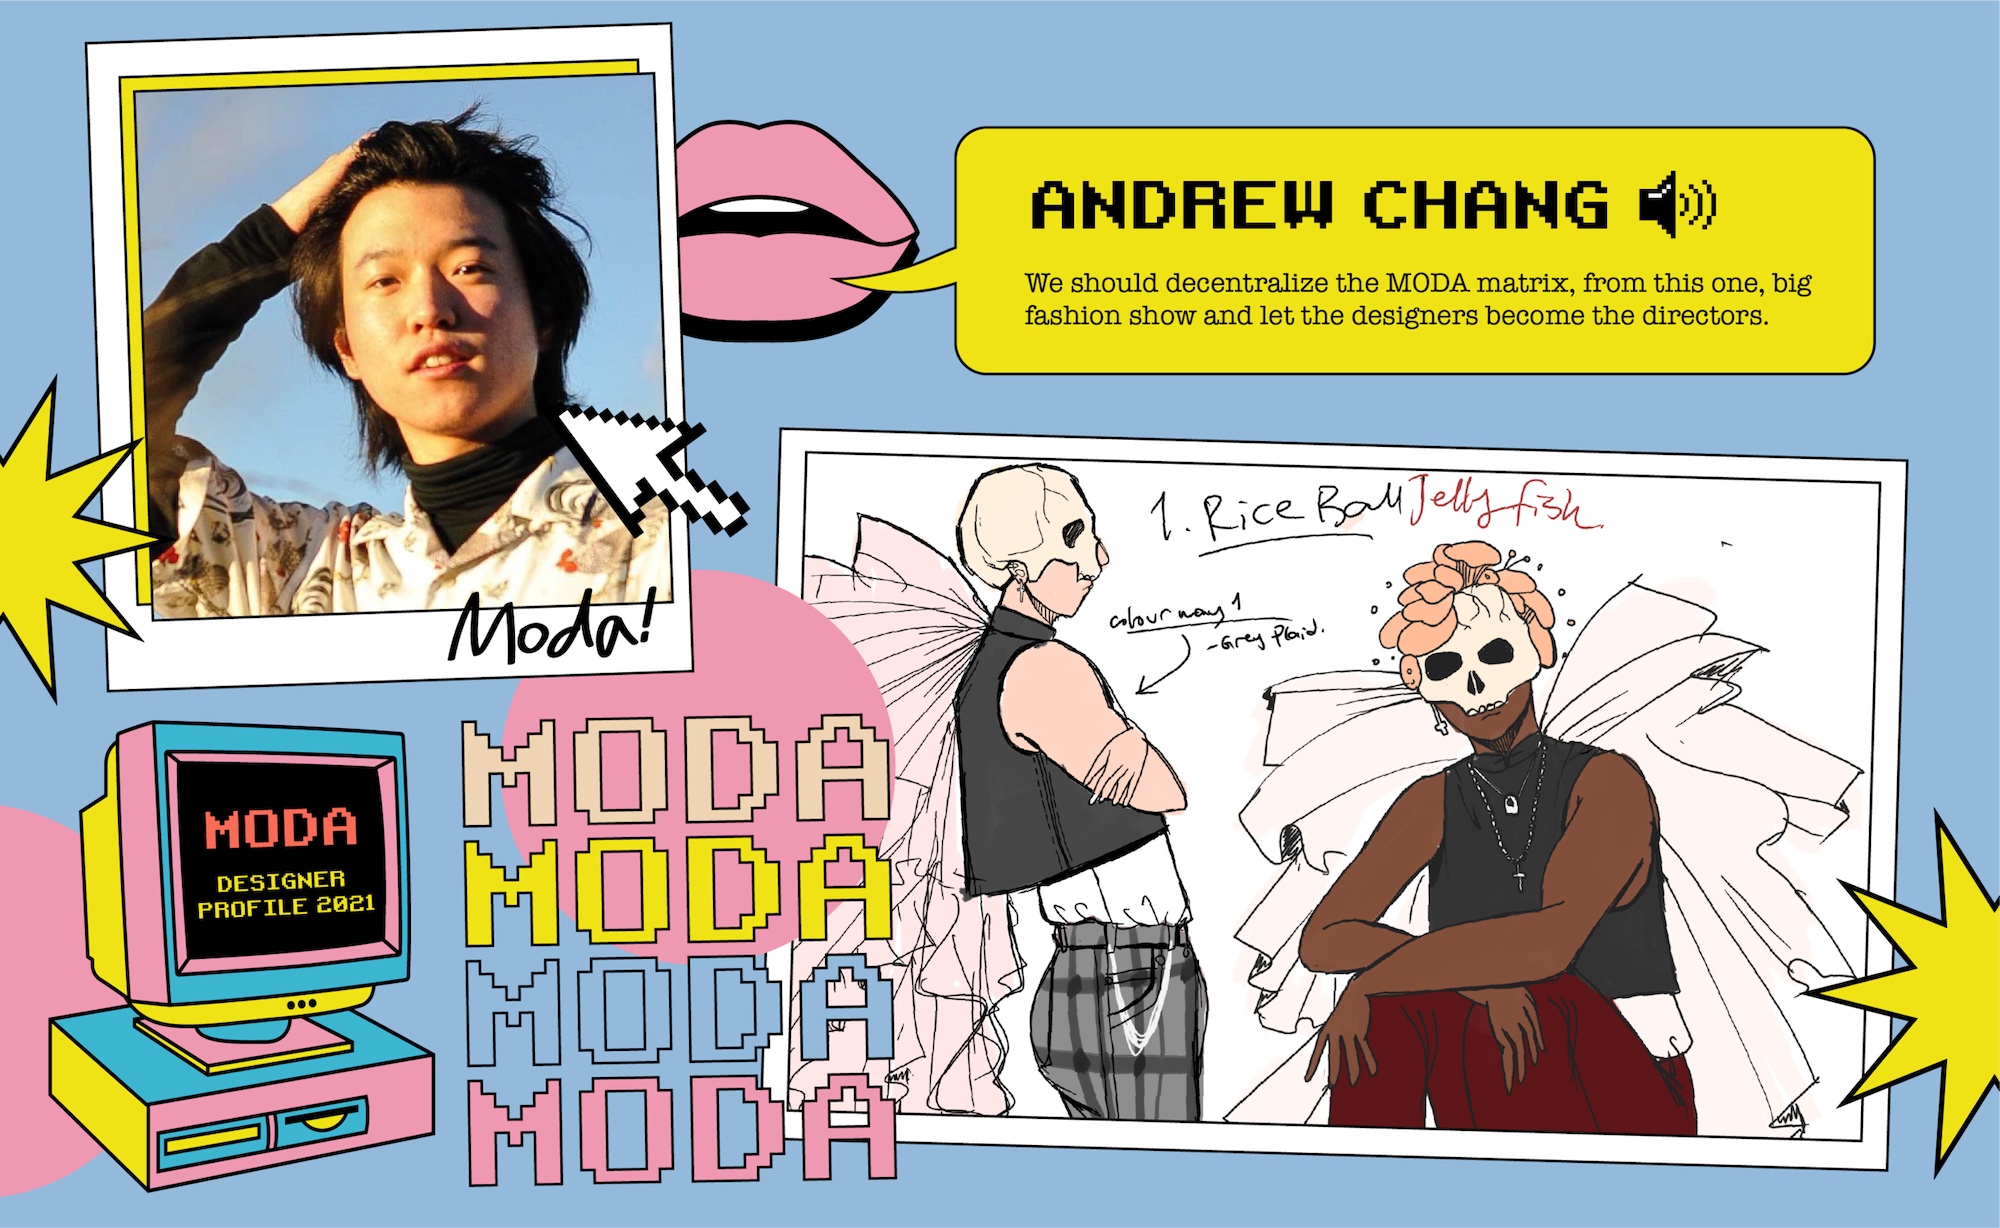 ANDREW CHANG
We should decentralize the MODA matrix, from this one, big
fashion show and let the designers become the directors.
Moda!
1. Rice Ball Jellyfish
colour way 1
- Grey Plaid.
MODA
DESIGNER
PROFILE 2021
MODA
MODA
MODA
MODA